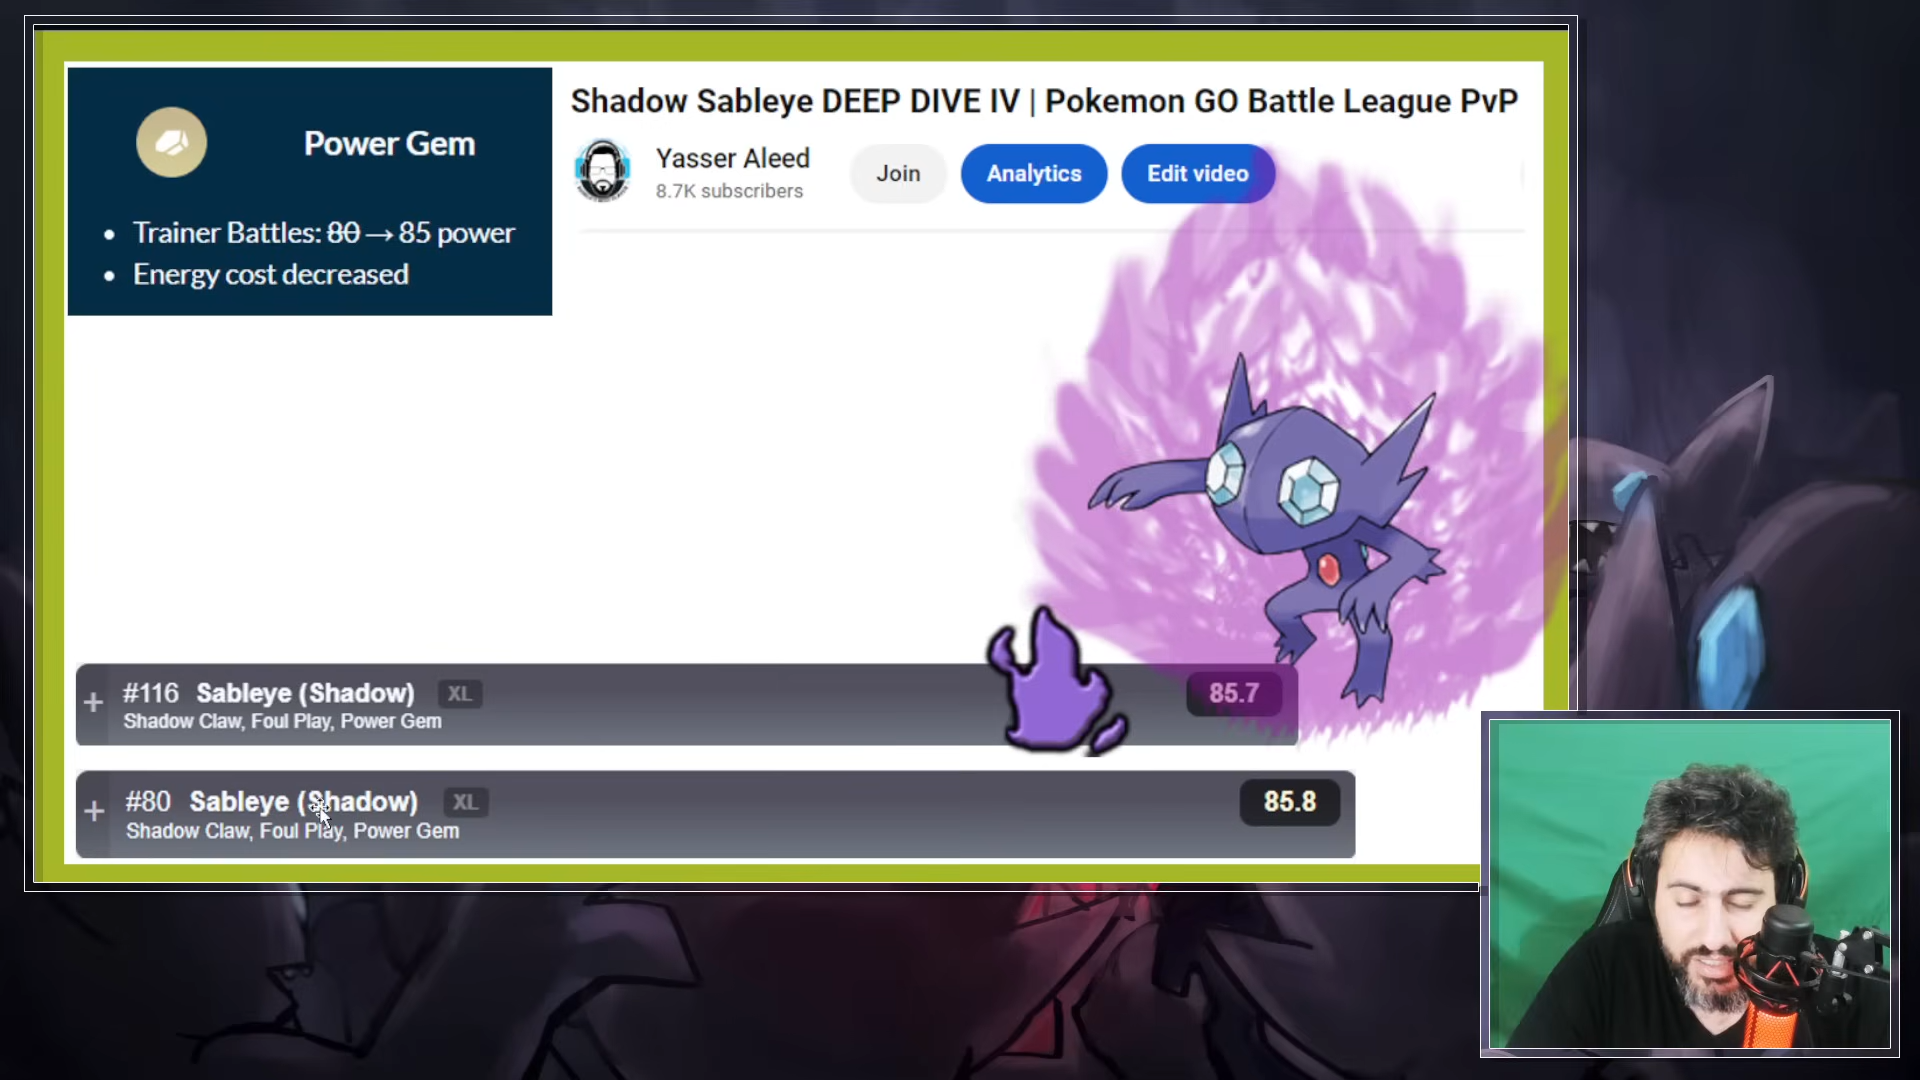 Power Gem
• Trainer Battles: 80 → 85 power
• Energy cost decreased
Shadow Sableye DEEP DIVE IV | Pokemon GO Battle League PvP
Yasser Aleed
8.7K subscribers
Join
Analytics
Edit video
+ #116 Sableye (Shadow) XL
Shadow Claw, Foul Play, Power Gem
85.7
+ #80 Sableye (Shadow) XL
Shadow Claw, Foul Play, Power Gem
85.8